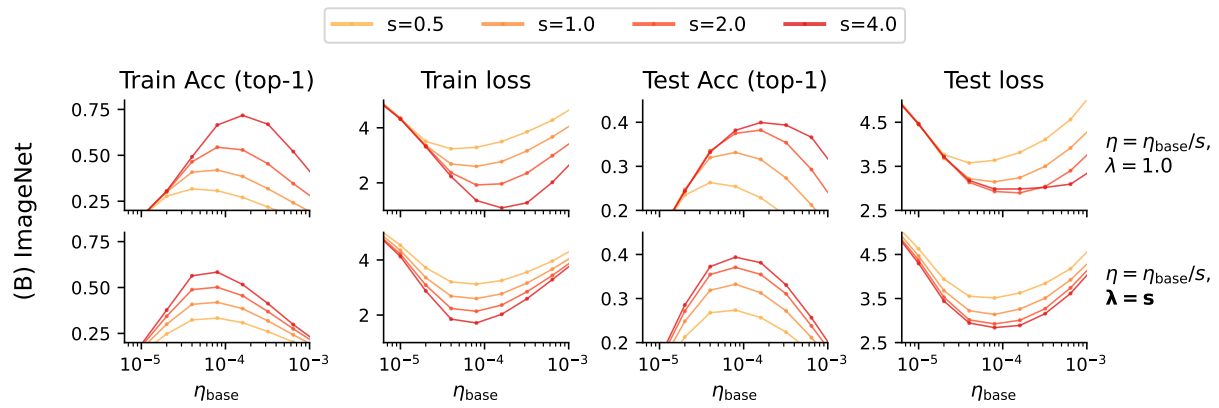 s=0.5 s=1.0 s=2.0 s=4.0
Train Acc (top-1) Train loss Test Acc (top-1) Test loss
(B) ImageNet
0.75
0.50
0.25
4
2
0.4
0.3
0.2
4.5
3.5
2.5
η = η_base/s,
λ = 1.0
0.75
0.50
0.25
4
2
0.4
0.3
0.2
4.5
3.5
2.5
η = η_base/s,
λ = s
10⁻⁵ 10⁻⁴ 10⁻³ 10⁻⁵ 10⁻⁴ 10⁻³ 10⁻⁵ 10⁻⁴ 10⁻³ 10⁻⁵ 10⁻⁴ 10⁻³
η_base η_base η_base η_base